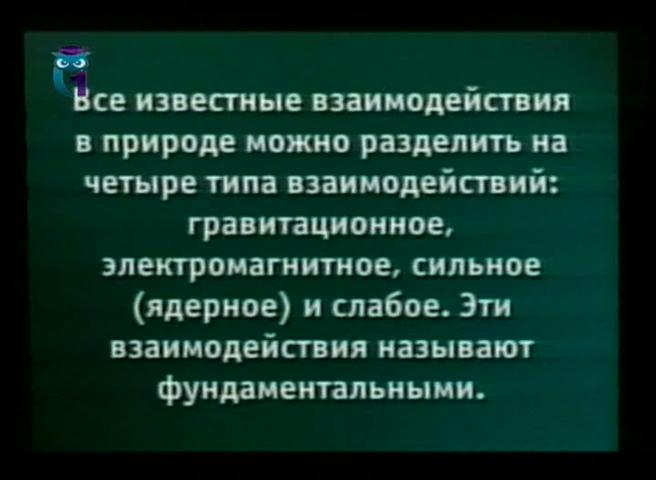 Все известные взаимодействия
в природе можно разделить на
четыре типа взаимодействий:
гравитационное,
электромагнитное, сильное
(ядерное) и слабое. Эти
взаимодействия называют
фундаментальными.